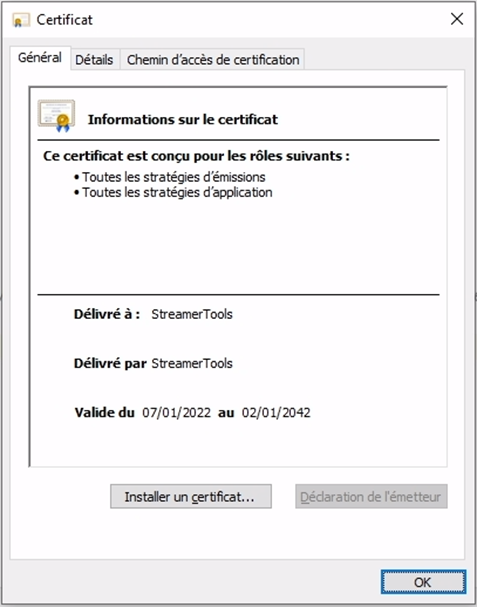 Certificat
Général
Détails
Chemin d'accès de certification
Informations sur le certificat
Ce certificat est conçu pour les rôles suivants :
• Toutes les stratégies d'émissions
• Toutes les stratégies d'application
Délivré à : StreamerTools
Délivré par StreamerTools
Valide du 07/01/2022 au 02/01/2042
Installer un certificat...
Déclaration de l'émetteur
OK